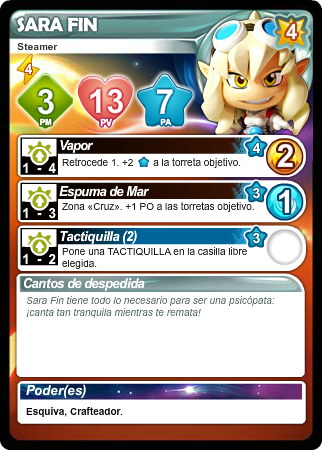 SARA FIN
4
Steamer
4
3
PM
13
PV
7
PA
Vapor
4
2
Retrocede 1. +2 a la torreta objetivo.
1 - 4
Espuma de Mar
3
1
Zona «Cruz». +1 PO a las torretas objetivo.
1 - 3
Tactiquilla (2)
3
Pone una TACTIQUILLA en la casilla libre
elegida.
1 - 2
Cantos de despedida
Sara Fin tiene todo lo necesario para ser una psicópata:
¡canta tan tranquila mientras te remata!
Poder(es)
Esquiva, Crafteador.